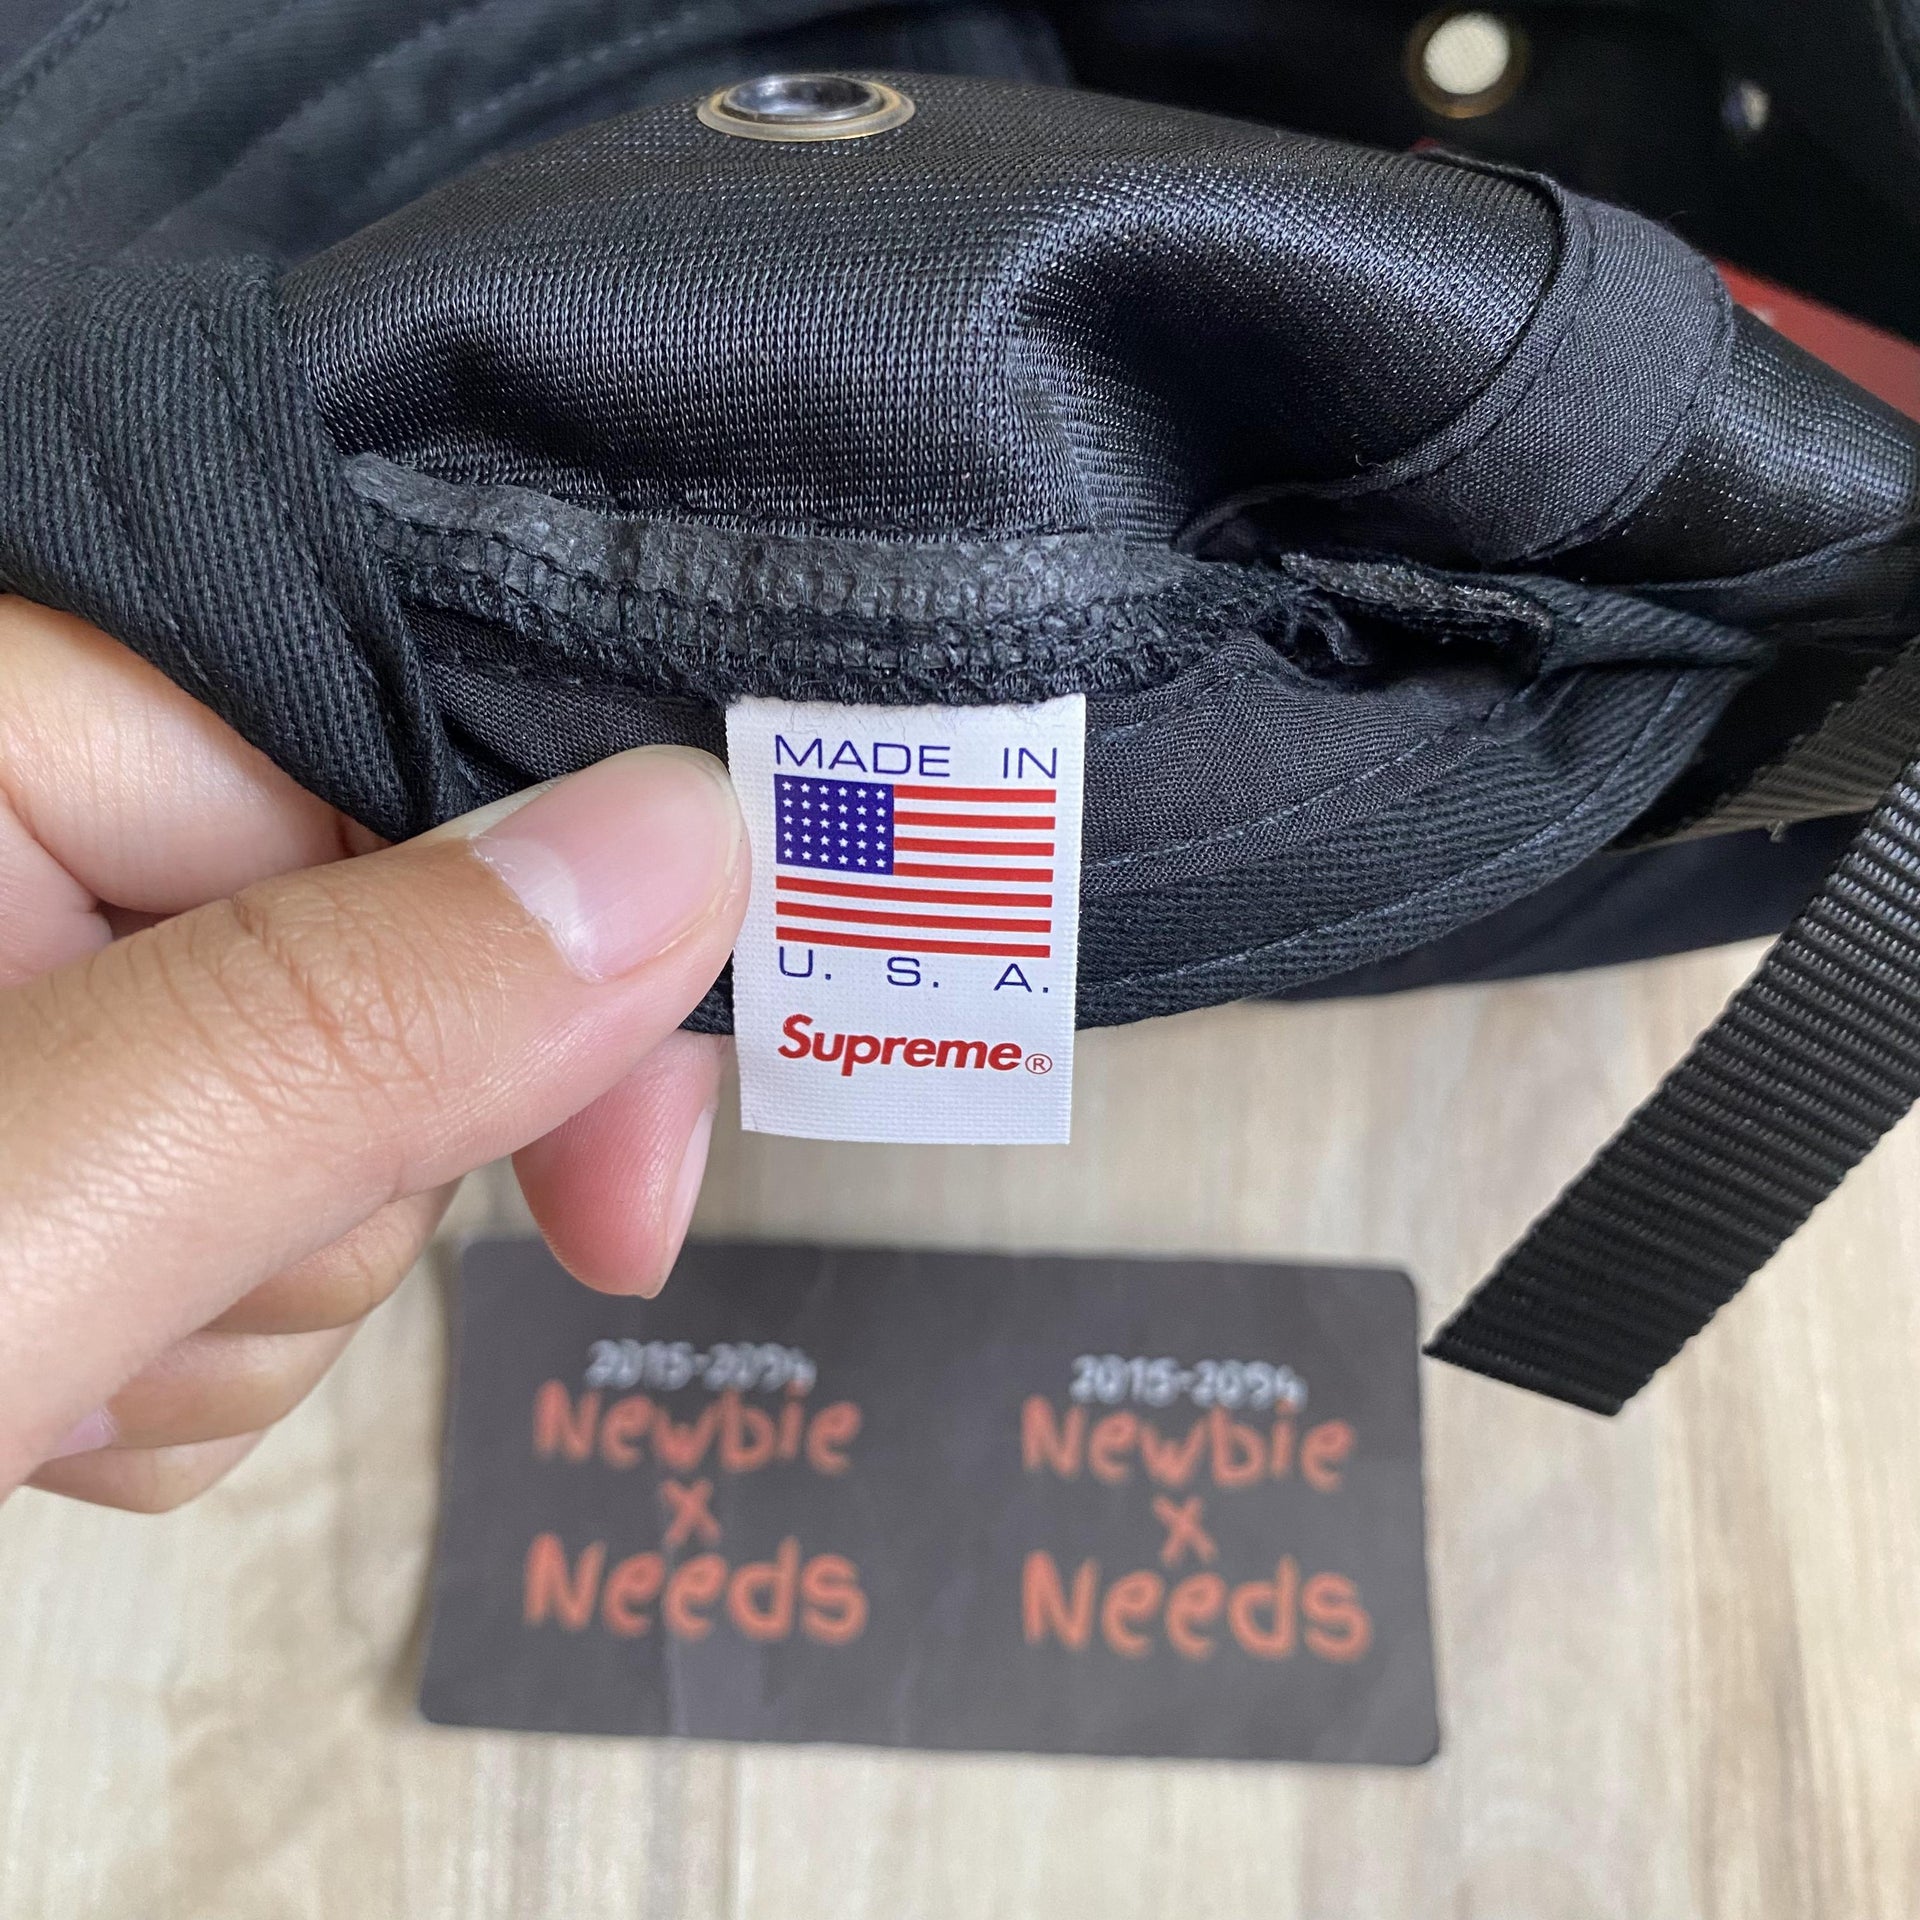 MADE IN
U. S. A.
Supreme®
2015-2094 2015-2094
Newbie Newbie
x x
Needs Needs